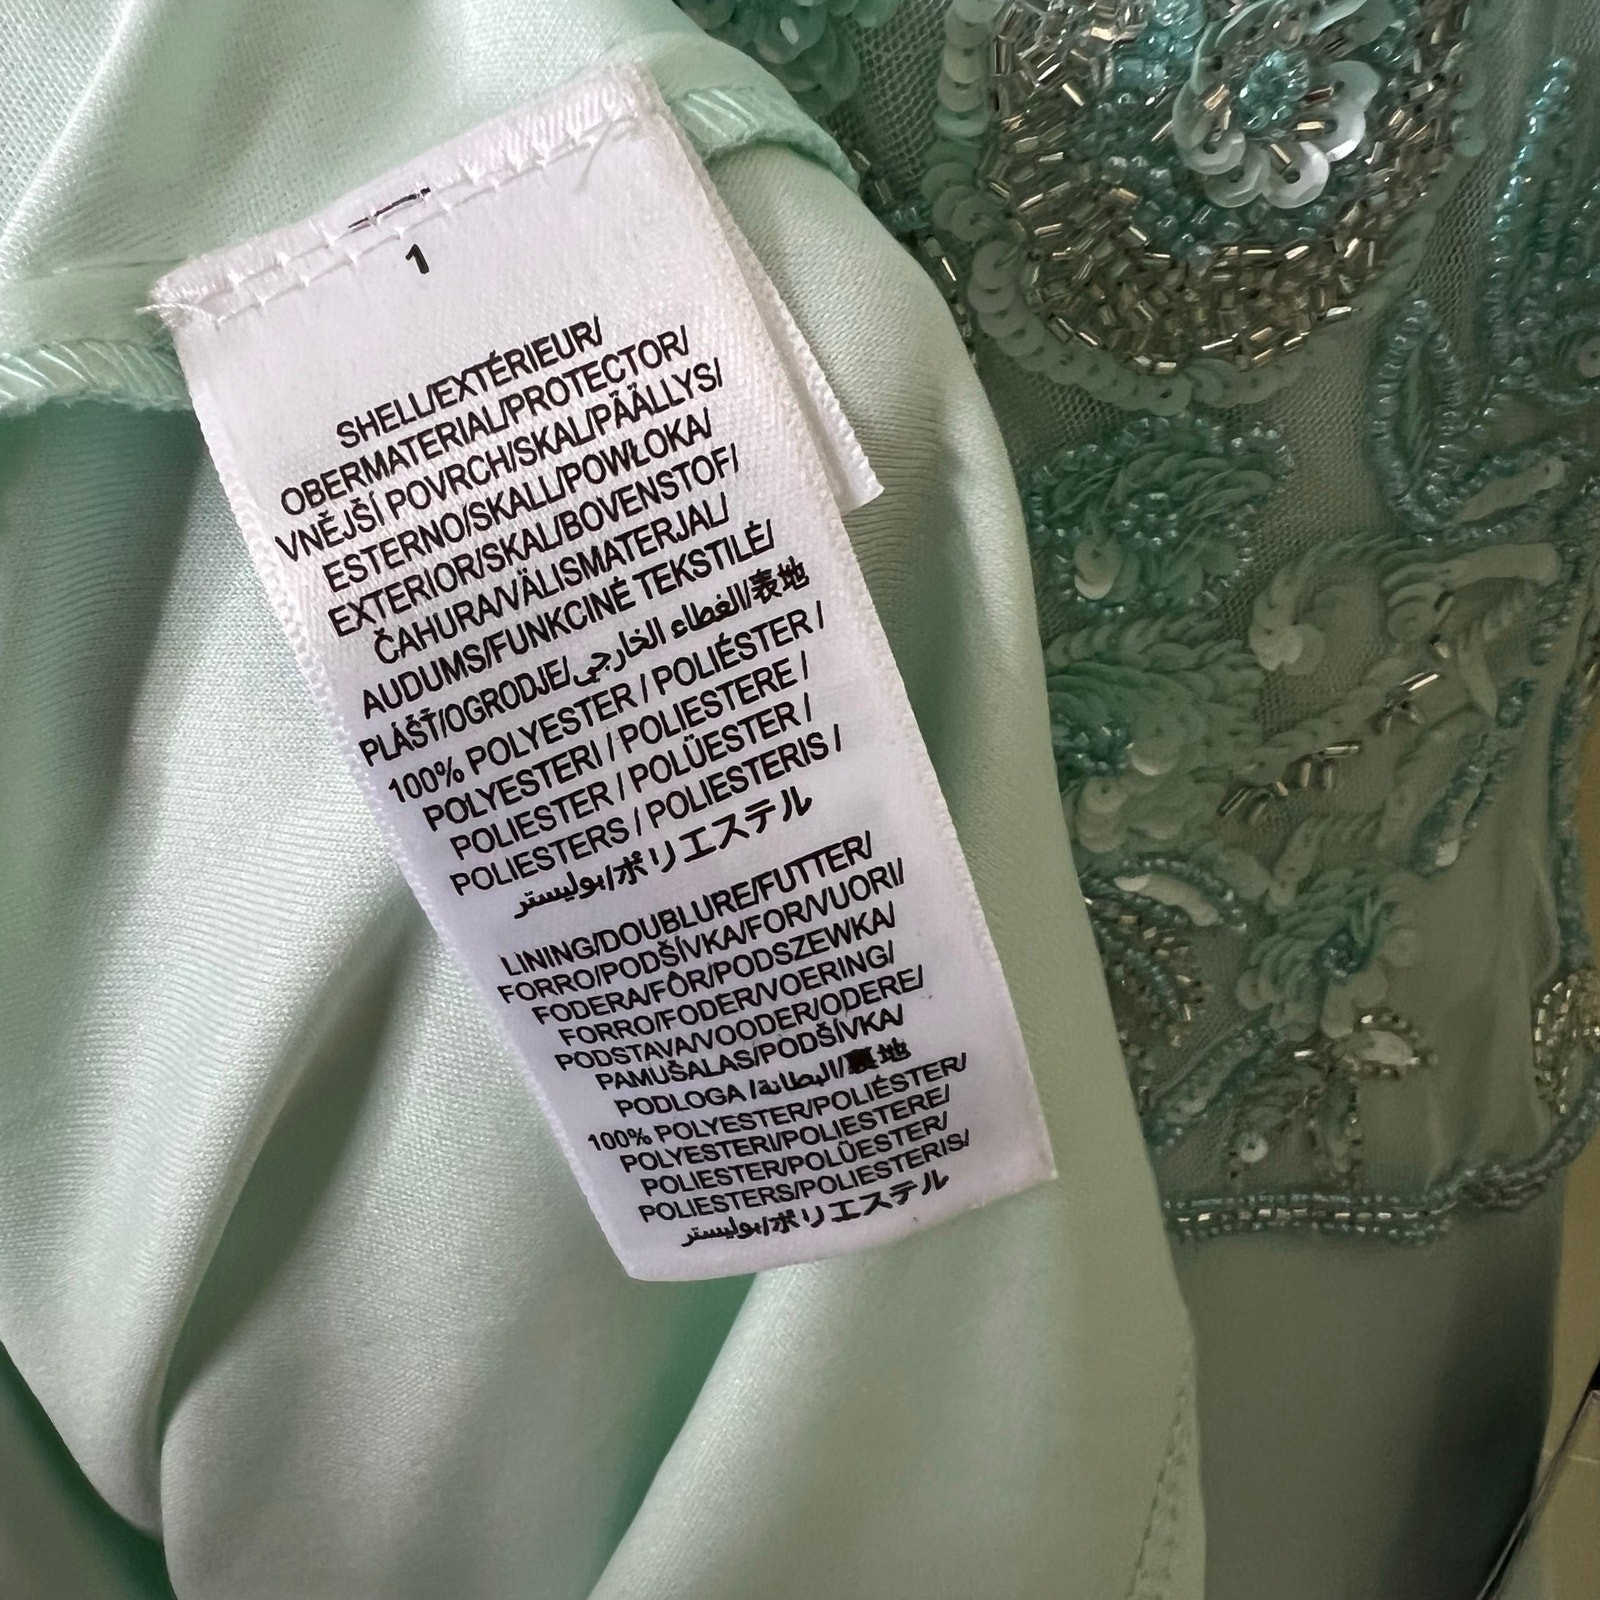 1
SHELL/EXTÉRIEUR/
OBERMATERIAL/PROTECTOR/
VNĚJŠÍ POVRCH/SKAL/PÄÄLLYS/
ESTERNO/SKALL/POWŁOKA/
EXTERIOR/SKAL/BOVENSTOF/
ČAHURA/VÄLISMATERJAL/
AUDUMS/FUNKCINĖ TEKSTILĖ/
PLÁŠŤ/OGRODJE/الغطاء الخارجي/表地
100% POLYESTER / POLIÉSTER /
POLYESTERI / POLIESTERE /
POLIESTER / POLÜESTER /
POLIESTERS / POLIESTERIS /
بوليستر/ポリエステル
LINING/DOUBLURE/FUTTER/
FORRO/PODŠÍVKA/FOR/VUORI/
FODERA/FÔR/PODSZEWKA/
FORRO/FODER/VOERING/
PODSTAVA/VOODER/ODERE/
PAMUŠALAS/PODŠÍVKA/
PODLOGA /البطانة/裏地
100% POLYESTER/POLIÉSTER/
POLYESTERI/POLIESTERE/
POLIESTER/POLÜESTER/
POLIESTERS/POLIESTERIS/
بوليستر/ポリエステル